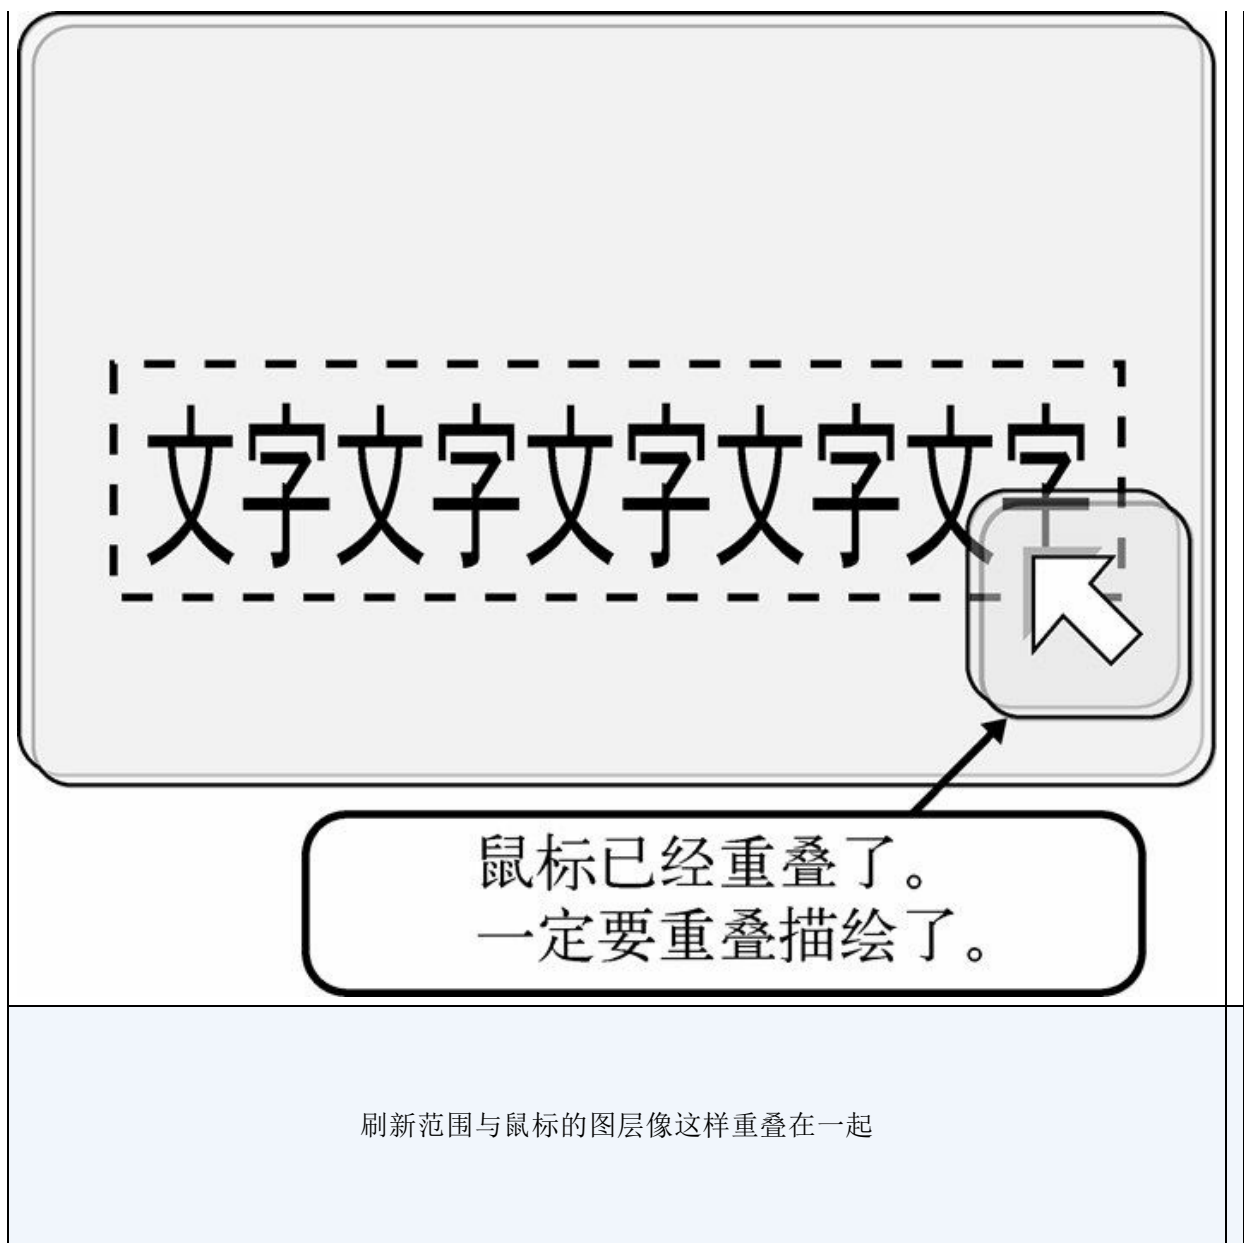 文字文字文字文字文字
鼠标已经重叠了。
一定要重叠描绘了。
刷新范围与鼠标的图层像这样重叠在一起